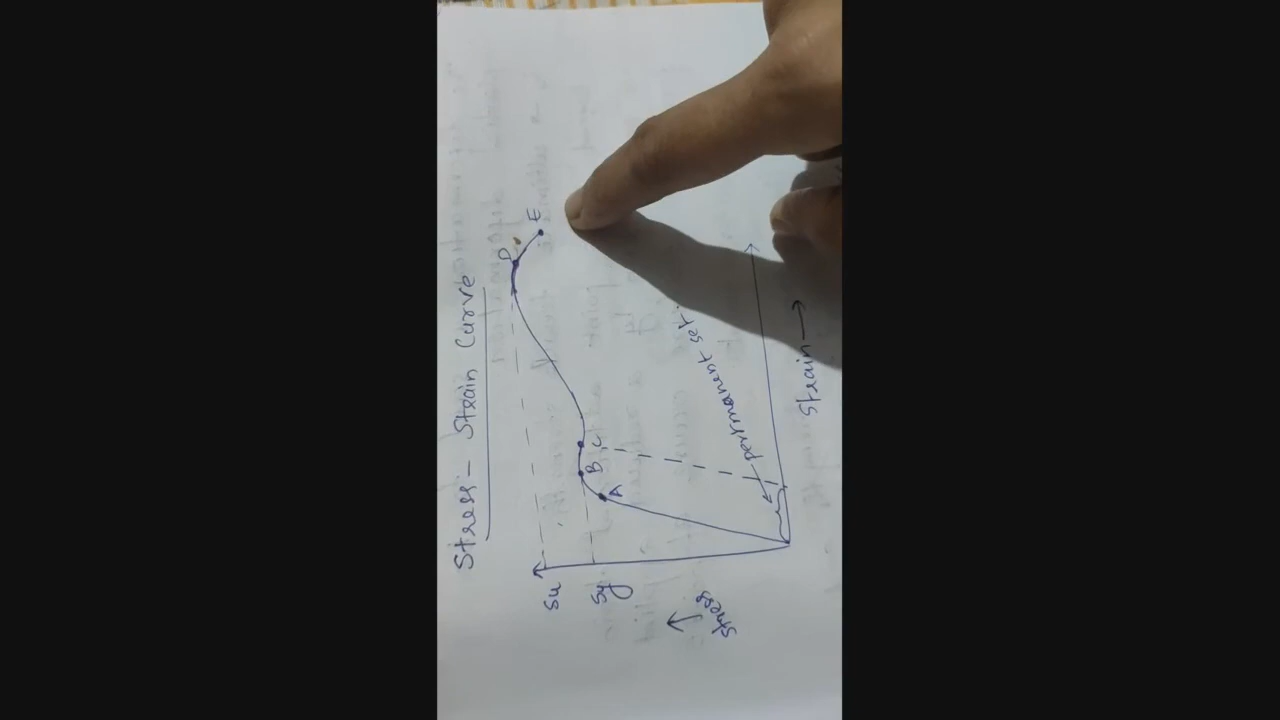 Stress:- Strain Curve
Su
Sy
Stress
A
B
C
D
E
permanent set.
Strain